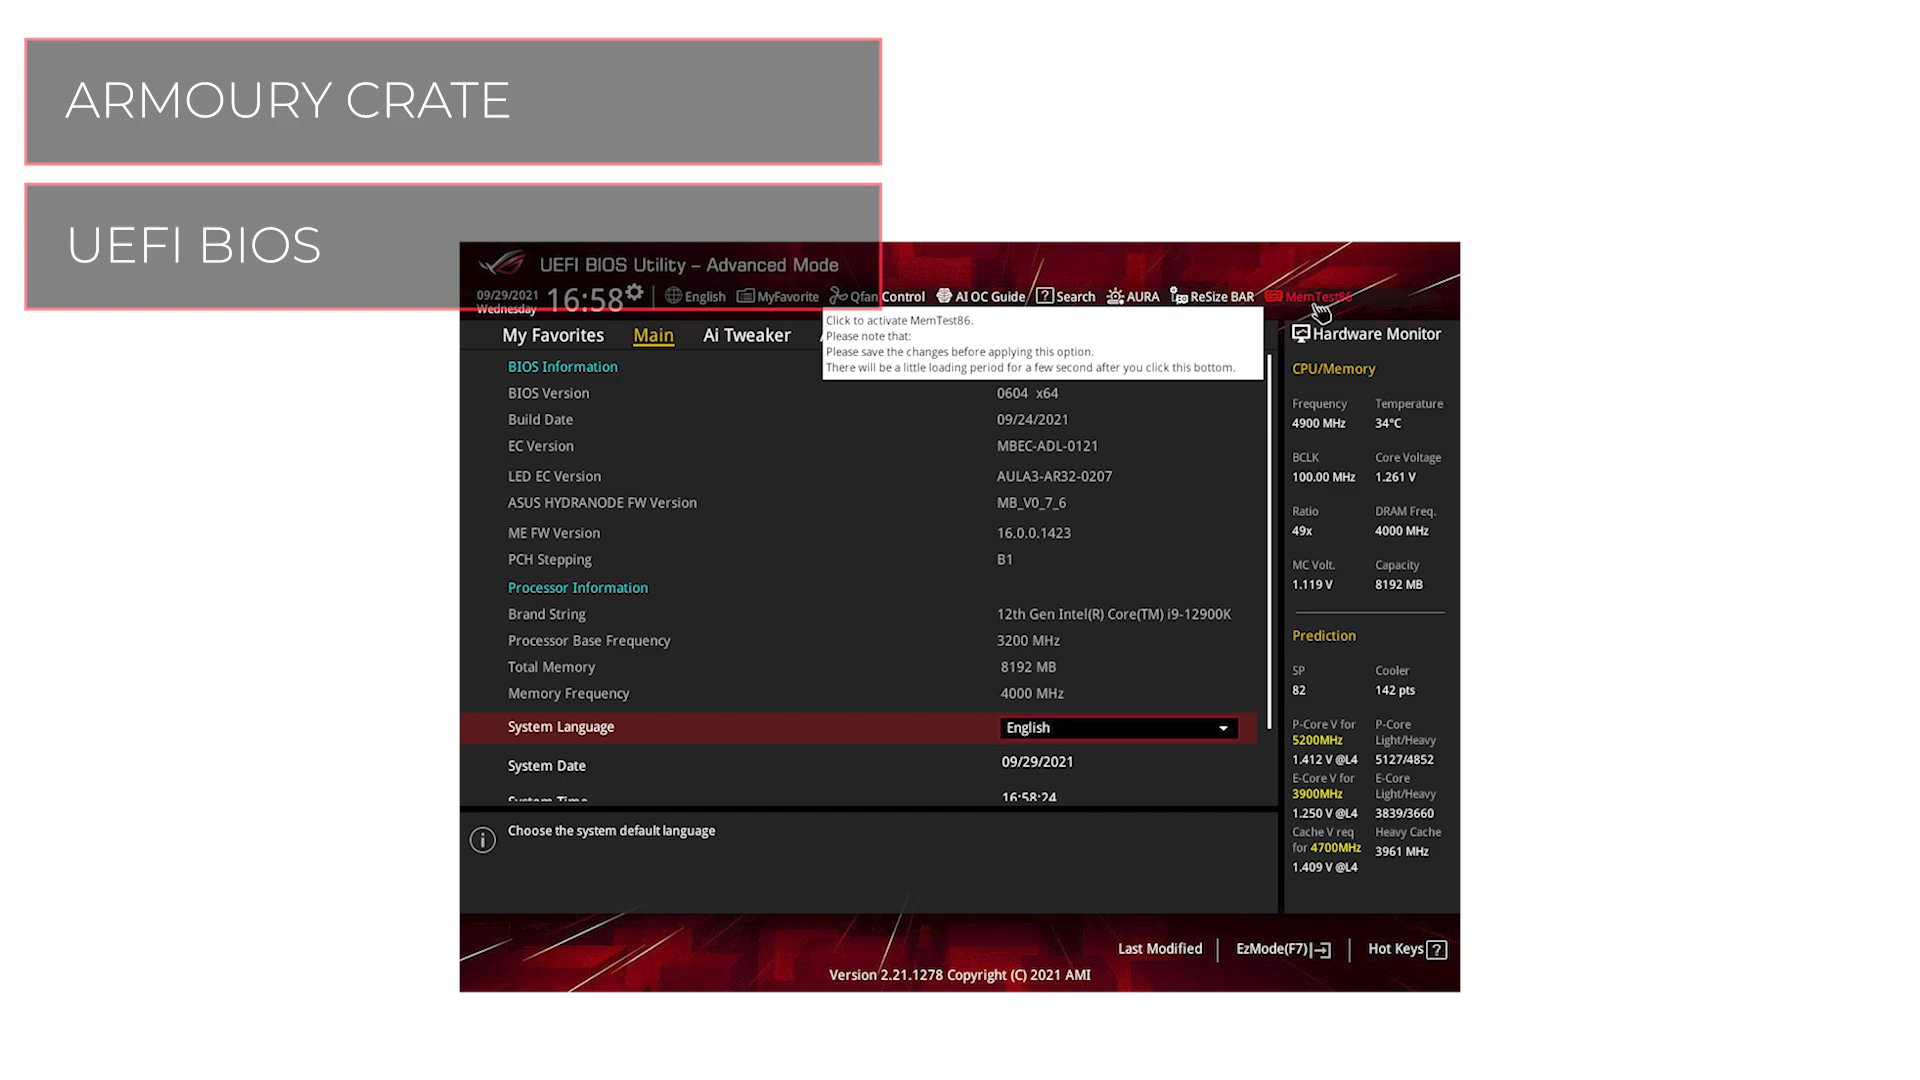 ARMOURY CRATE
UEFI BIOS
UEFI BIOS Utility – Advanced Mode
09/29/2021
Wednesday
16:58
English
MyFavorite
Qfan Control
AI OC Guide
Search
AURA
ReSize BAR
MemTest86
Click to activate MemTest86.
Please note that:
Please save the changes before applying this option.
There will be a little loading period for a few second after you click this bottom.
My Favorites Main Ai Tweaker
BIOS Information
BIOS Version 0604 x64
Build Date 09/24/2021
EC Version MBEC-ADL-0121
LED EC Version AULA3-AR32-0207
ASUS HYDRANODE FW Version MB_V0_7_6
ME FW Version 16.0.0.1423
PCH Stepping B1
Processor Information
Brand String 12th Gen Intel(R) Core(TM) i9-12900K
Processor Base Frequency 3200 MHz
Total Memory 8192 MB
Memory Frequency 4000 MHz
System Language English
System Date 09/29/2021
System Time 16:58:24
Choose the system default language
Hardware Monitor
CPU/Memory
Frequency Temperature
4900 MHz 34°C
BCLK Core Voltage
100.00 MHz 1.261 V
Ratio DRAM Freq.
49x 4000 MHz
MC Volt. Capacity
1.119 V 8192 MB
Prediction
SP Cooler
82 142 pts
P-Core V for P-Core
5200MHz Light/Heavy
1.412 V @L4 5127/4852
E-Core V for E-Core
3900MHz Light/Heavy
1.250 V @L4 3839/3660
Cache V req Heavy Cache
for 4700MHz 3961 MHz
1.409 V @L4
Last Modified
EzMode(F7)
Hot Keys ?
Version 2.21.1278 Copyright (C) 2021 AMI